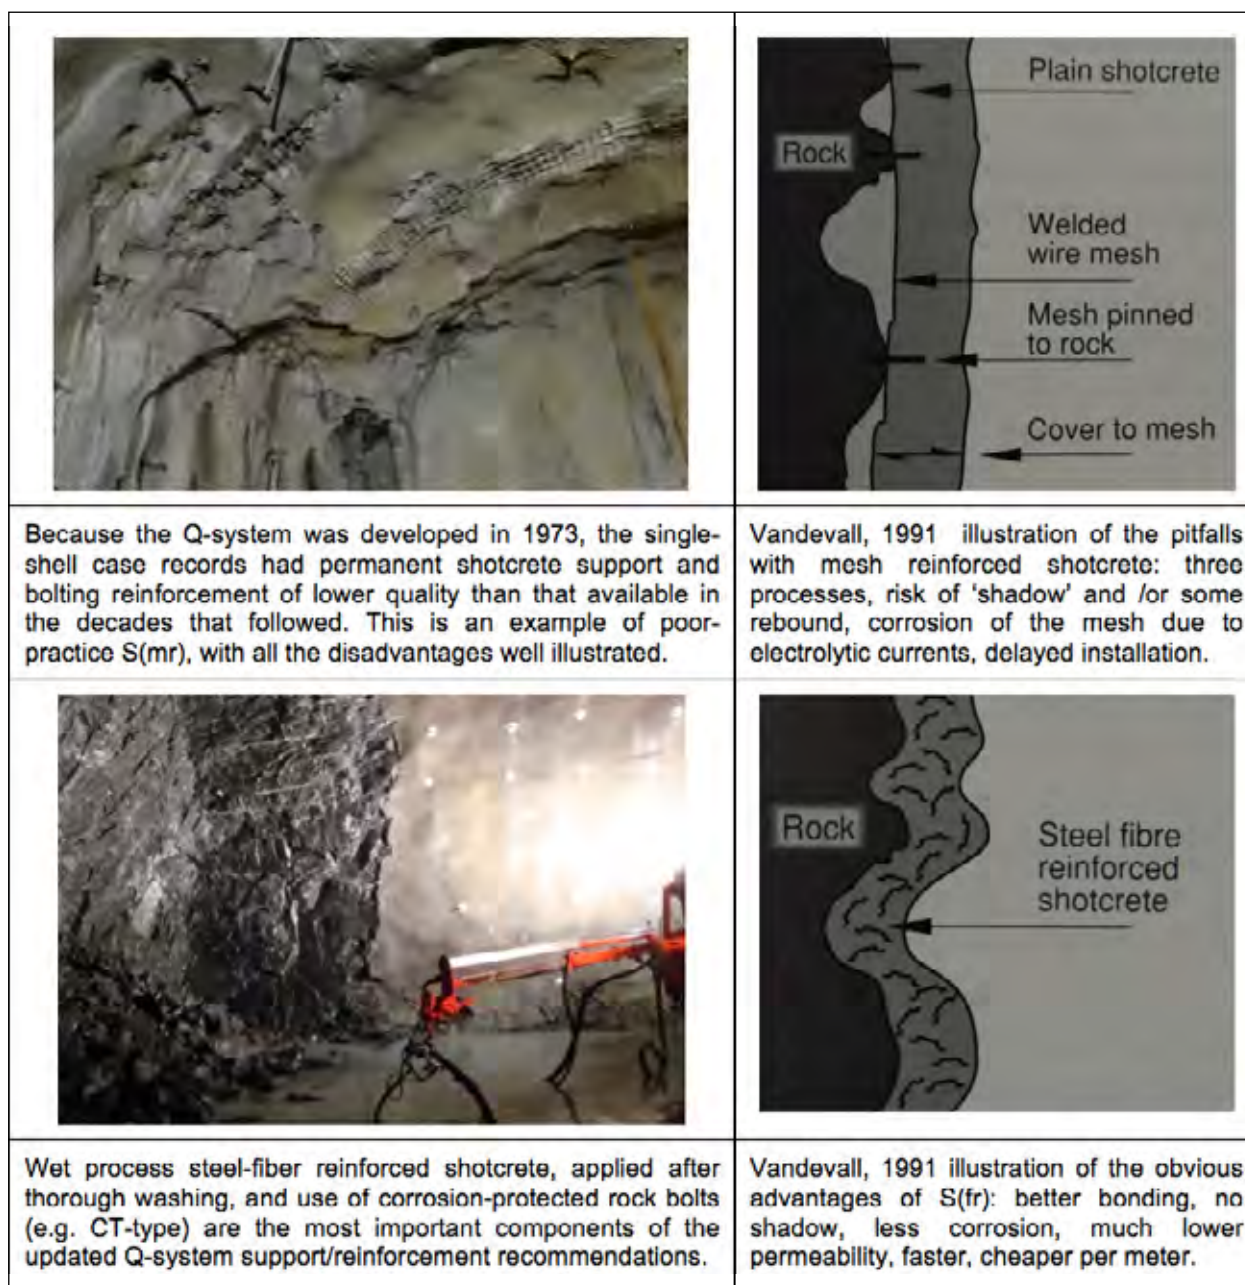 Plain shotcrete
Rock
Welded
wire mesh
Mesh pinned
to rock
Cover to mesh
Because the Q-system was developed in 1973, the single-
shell case records had permanent shotcrete support and
bolting reinforcement of lower quality than that available in
the decades that followed. This is an example of poor-
practice S(mr), with all the disadvantages well illustrated.
Vandevall, 1991 illustration of the pitfalls
with mesh reinforced shotcrete: three
processes, risk of 'shadow' and /or some
rebound, corrosion of the mesh due to
electrolytic currents, delayed installation.
Rock
Steel fibre
reinforced
shotcrete
Wet process steel-fiber reinforced shotcrete, applied after
thorough washing, and use of corrosion-protected rock bolts
(e.g. CT-type) are the most important components of the
updated Q-system support/reinforcement recommendations.
Vandevall, 1991 illustration of the obvious
advantages of S(fr): better bonding, no
shadow, less corrosion, much lower
permeability, faster, cheaper per meter.